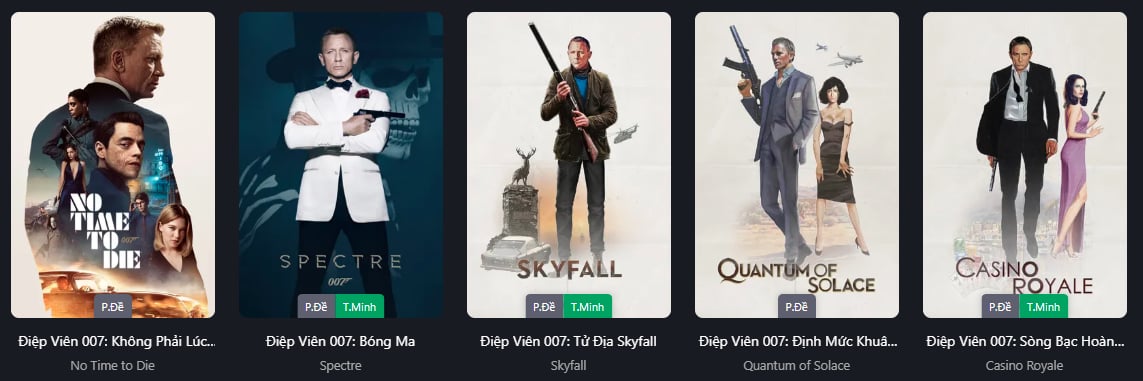 NO
TIME
TO
DIE
007
P.Đề
Điệp Viên 007: Không Phải Lúc...
No Time to Die
SPECTRE
007
P.Đề T.Minh
Điệp Viên 007: Bóng Ma
Spectre
SKYFALL
P.Đề T.Minh
Điệp Viên 007: Tử Địa Skyfall
Skyfall
QUANTUM OF
SOLACE
P.Đề
Điệp Viên 007: Định Mức Khuâ...
Quantum of Solace
CASINO
ROYALE
P.Đề T.Minh
Điệp Viên 007: Sòng Bạc Hoàn...
Casino Royale